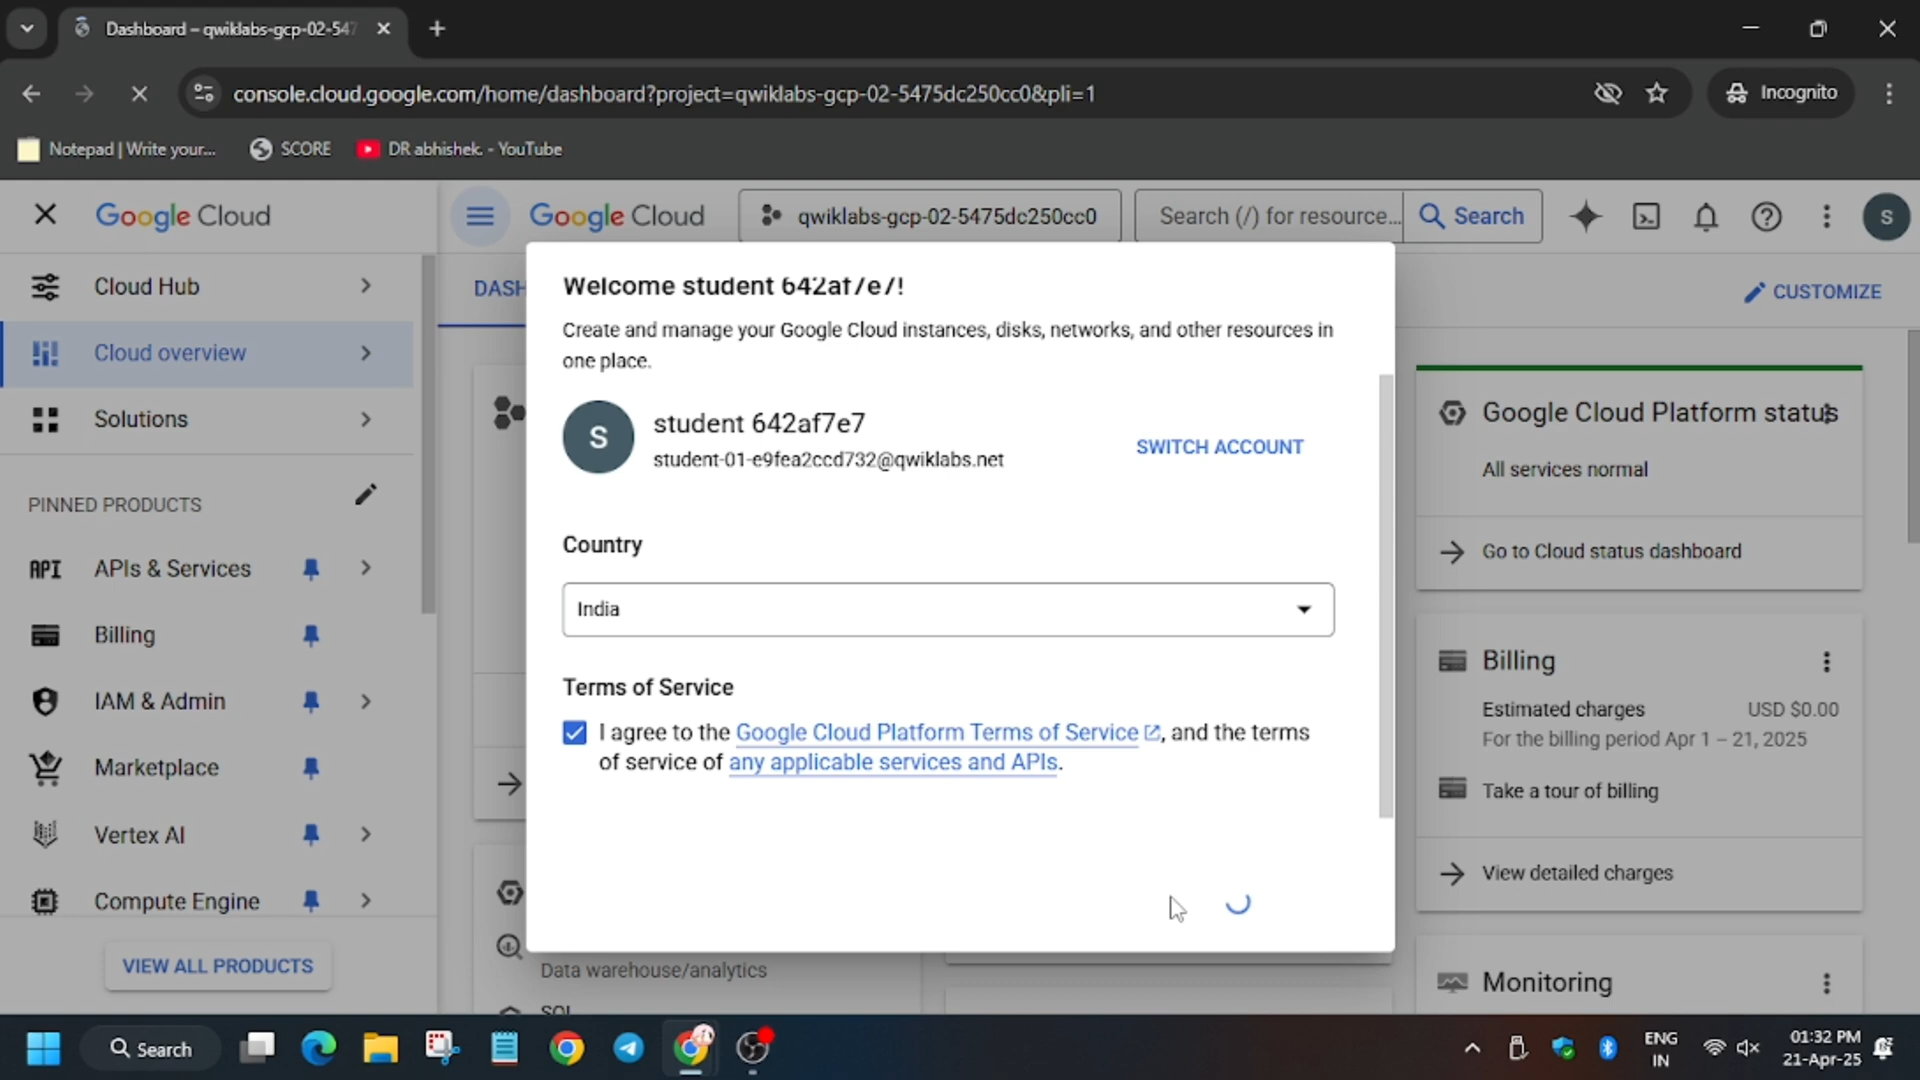 Dashboard – qwiklabs-gcp-02-547
console.cloud.google.com/home/dashboard?project=qwiklabs-gcp-02-5475dc250cc0&pli=1
Incognito
Notepad | Write your...
SCORE
DR abhishek. - YouTube
Google Cloud
Google Cloud
qwiklabs-gcp-02-5475dc250cc0
Search (/) for resource...
Search
S
Cloud Hub
Cloud overview
Solutions
PINNED PRODUCTS
API
APIs & Services
Billing
IAM & Admin
Marketplace
Vertex AI
Compute Engine
VIEW ALL PRODUCTS
DASH
CUSTOMIZE
Welcome student 642af7e7!
Create and manage your Google Cloud instances, disks, networks, and other resources in
one place.
S
student 642af7e7
student-01-e9fea2ccd732@qwiklabs.net
SWITCH ACCOUNT
Country
India
Terms of Service
I agree to the Google Cloud Platform Terms of Service, and the terms
of service of any applicable services and APIs.
Data warehouse/analytics
SQL
Google Cloud Platform status
All services normal
Go to Cloud status dashboard
Billing
Estimated charges USD $0.00
For the billing period Apr 1 – 21, 2025
Take a tour of billing
View detailed charges
Monitoring
Search
ENG
IN
01:32 PM
21-Apr-25